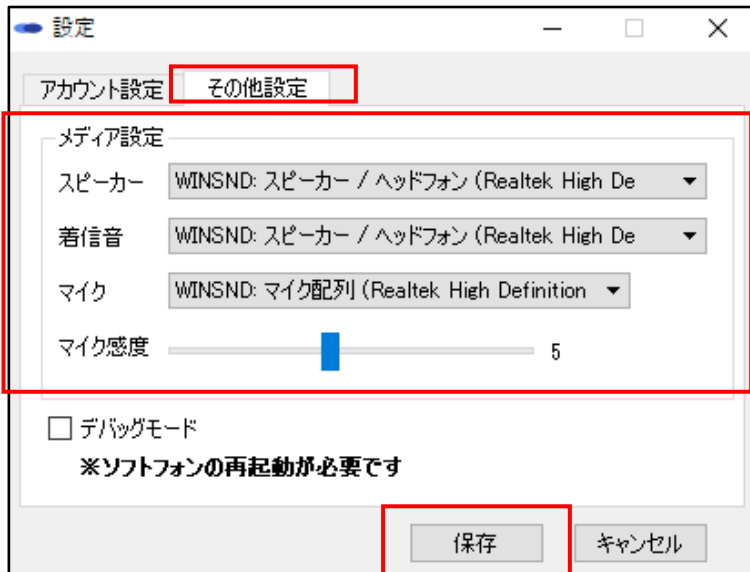 設定
アカウント設定 その他設定
メディア設定
スピーカー WINSND: スピーカー / ヘッドフォン (Realtek High De
着信音 WINSND: スピーカー / ヘッドフォン (Realtek High De
マイク WINSND: マイク配列 (Realtek High Definition
マイク感度 5
デバッグモード
※ソフトフォンの再起動が必要です
保存 キャンセル